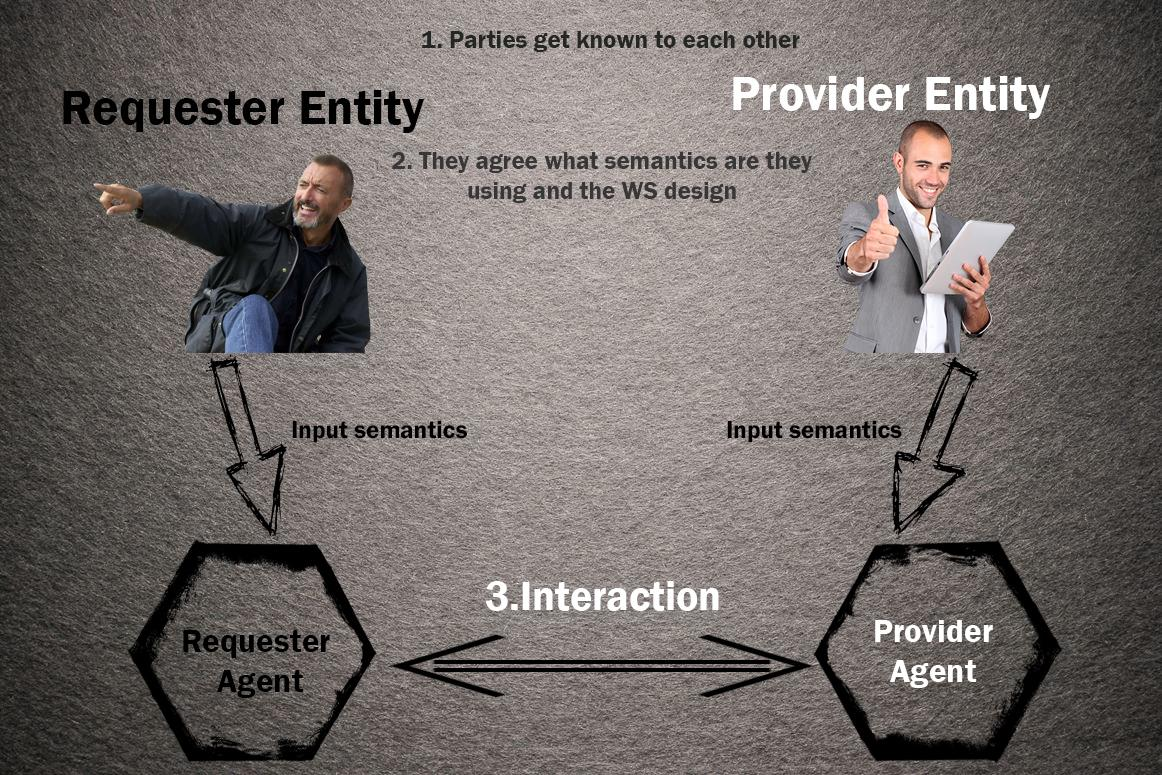 1. Parties get known to each other
Requester Entity
Provider Entity
2. They agree what semantics are they
using and the WS design
Input semantics
Input semantics
3.Interaction
Requester
Agent
Provider
Agent